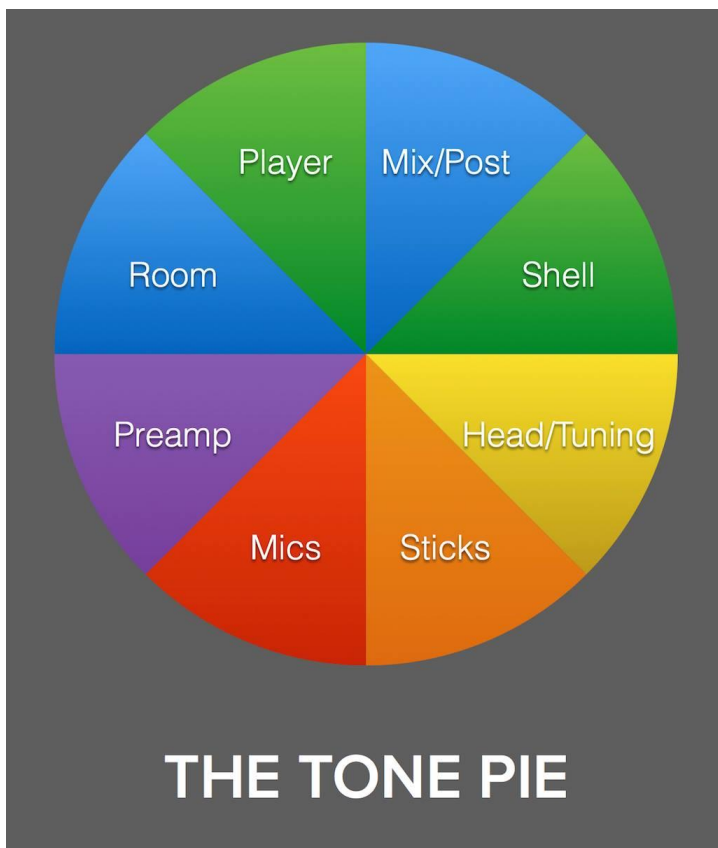 Player
Mix/Post
Room
Shell
Preamp
Head/Tuning
Mics
Sticks
THE TONE PIE